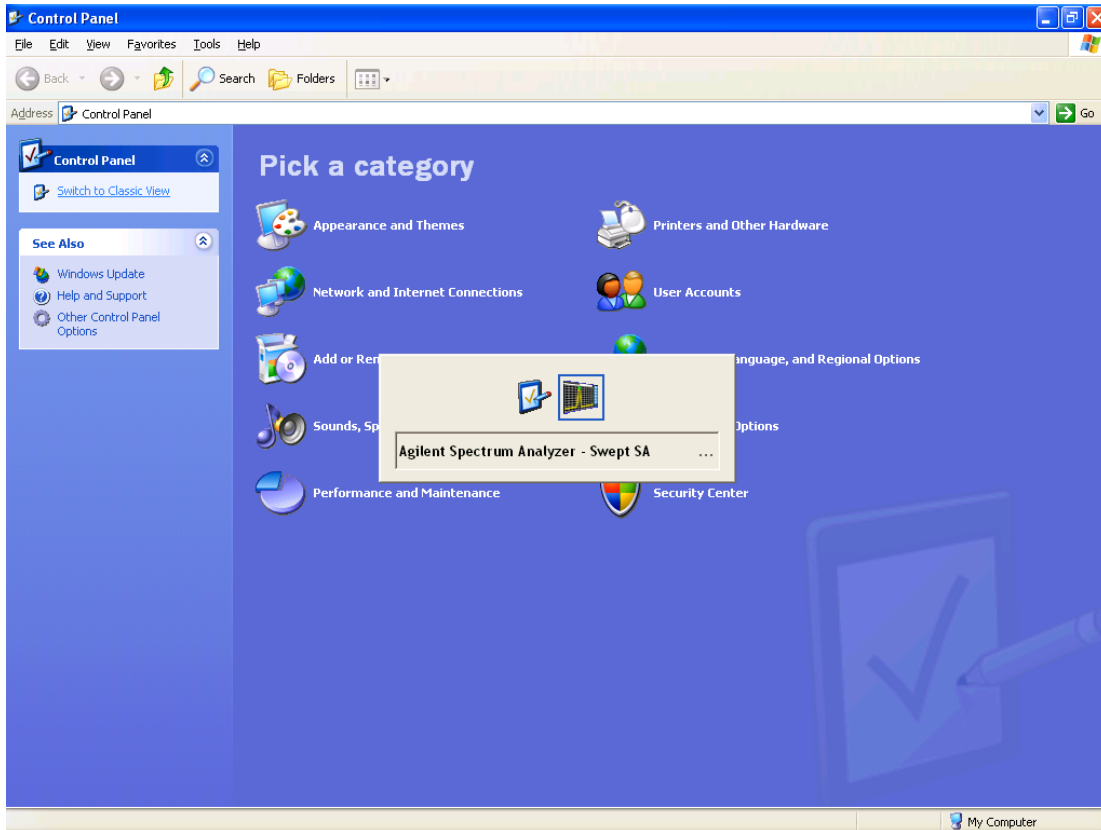 Control Panel
File Edit View Favorites Tools Help
Back Search Folders
Address Control Panel Go
Control Panel
Switch to Classic View
See Also
Windows Update
Help and Support
Other Control Panel
Options
Pick a category
Appearance and Themes
Printers and Other Hardware
Network and Internet Connections
User Accounts
Add or Ren
anguage, and Regional Options
Sounds, Sp
Options
Agilent Spectrum Analyzer - Swept SA ...
Performance and Maintenance
Security Center
My Computer